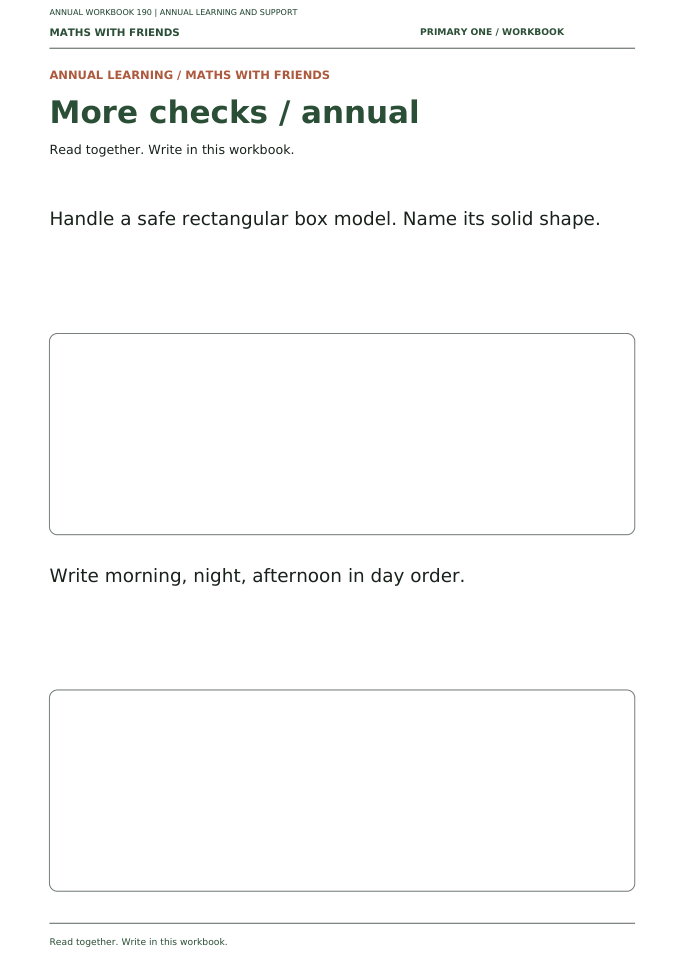 ANNUAL WORKBOOK 190 | ANNUAL LEARNING AND SUPPORT
MATHS WITH FRIENDS
PRIMARY ONE / WORKBOOK
ANNUAL LEARNING / MATHS WITH FRIENDS
More checks / annual
Read together. Write in this workbook.
Handle a safe rectangular box model. Name its solid shape.
Write morning, night, afternoon in day order.
Read together. Write in this workbook.